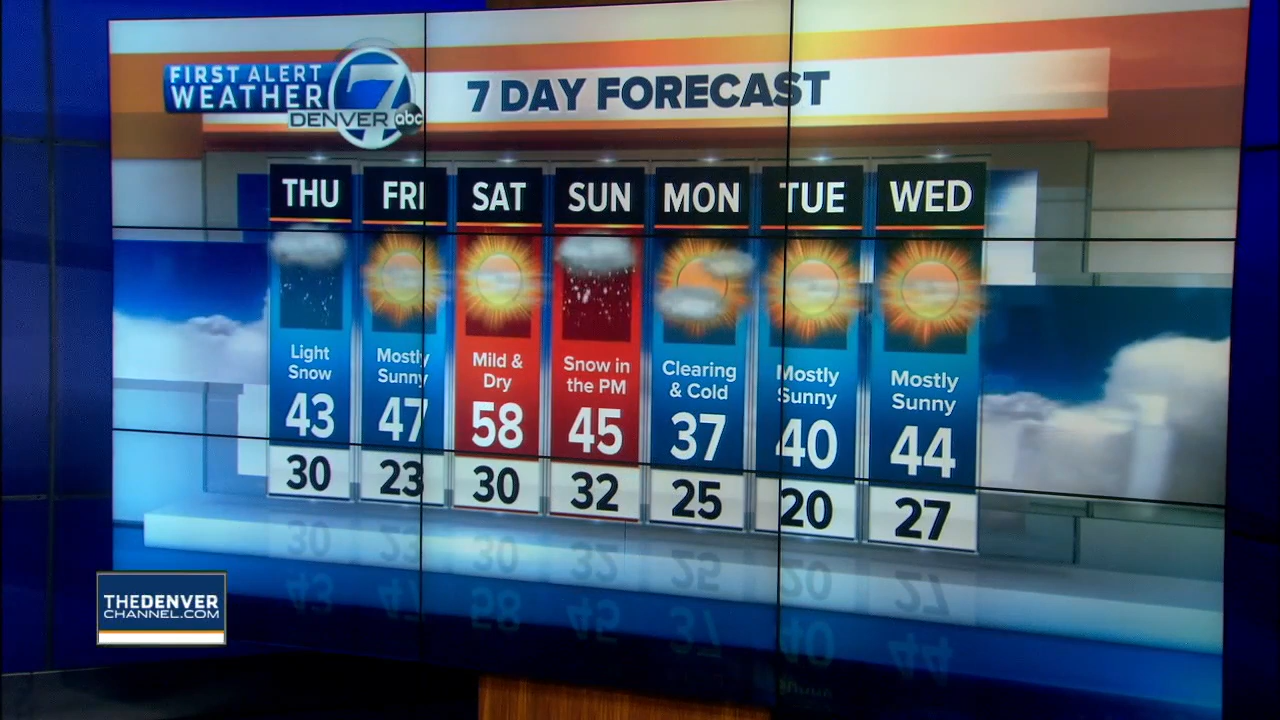 FIRST ALERT
WEATHER
7
DENVER abc
7 DAY FORECAST
THU FRI SAT SUN MON TUE WED
Light
Snow
Mostly
Sunny
Mild &
Dry
Snow in
the PM
Clearing
& Cold
Mostly
Sunny
Mostly
Sunny
43 47 58 45 37 40 44
30 23 30 32 25 20 27
THEDENVER
CHANNEL.COM